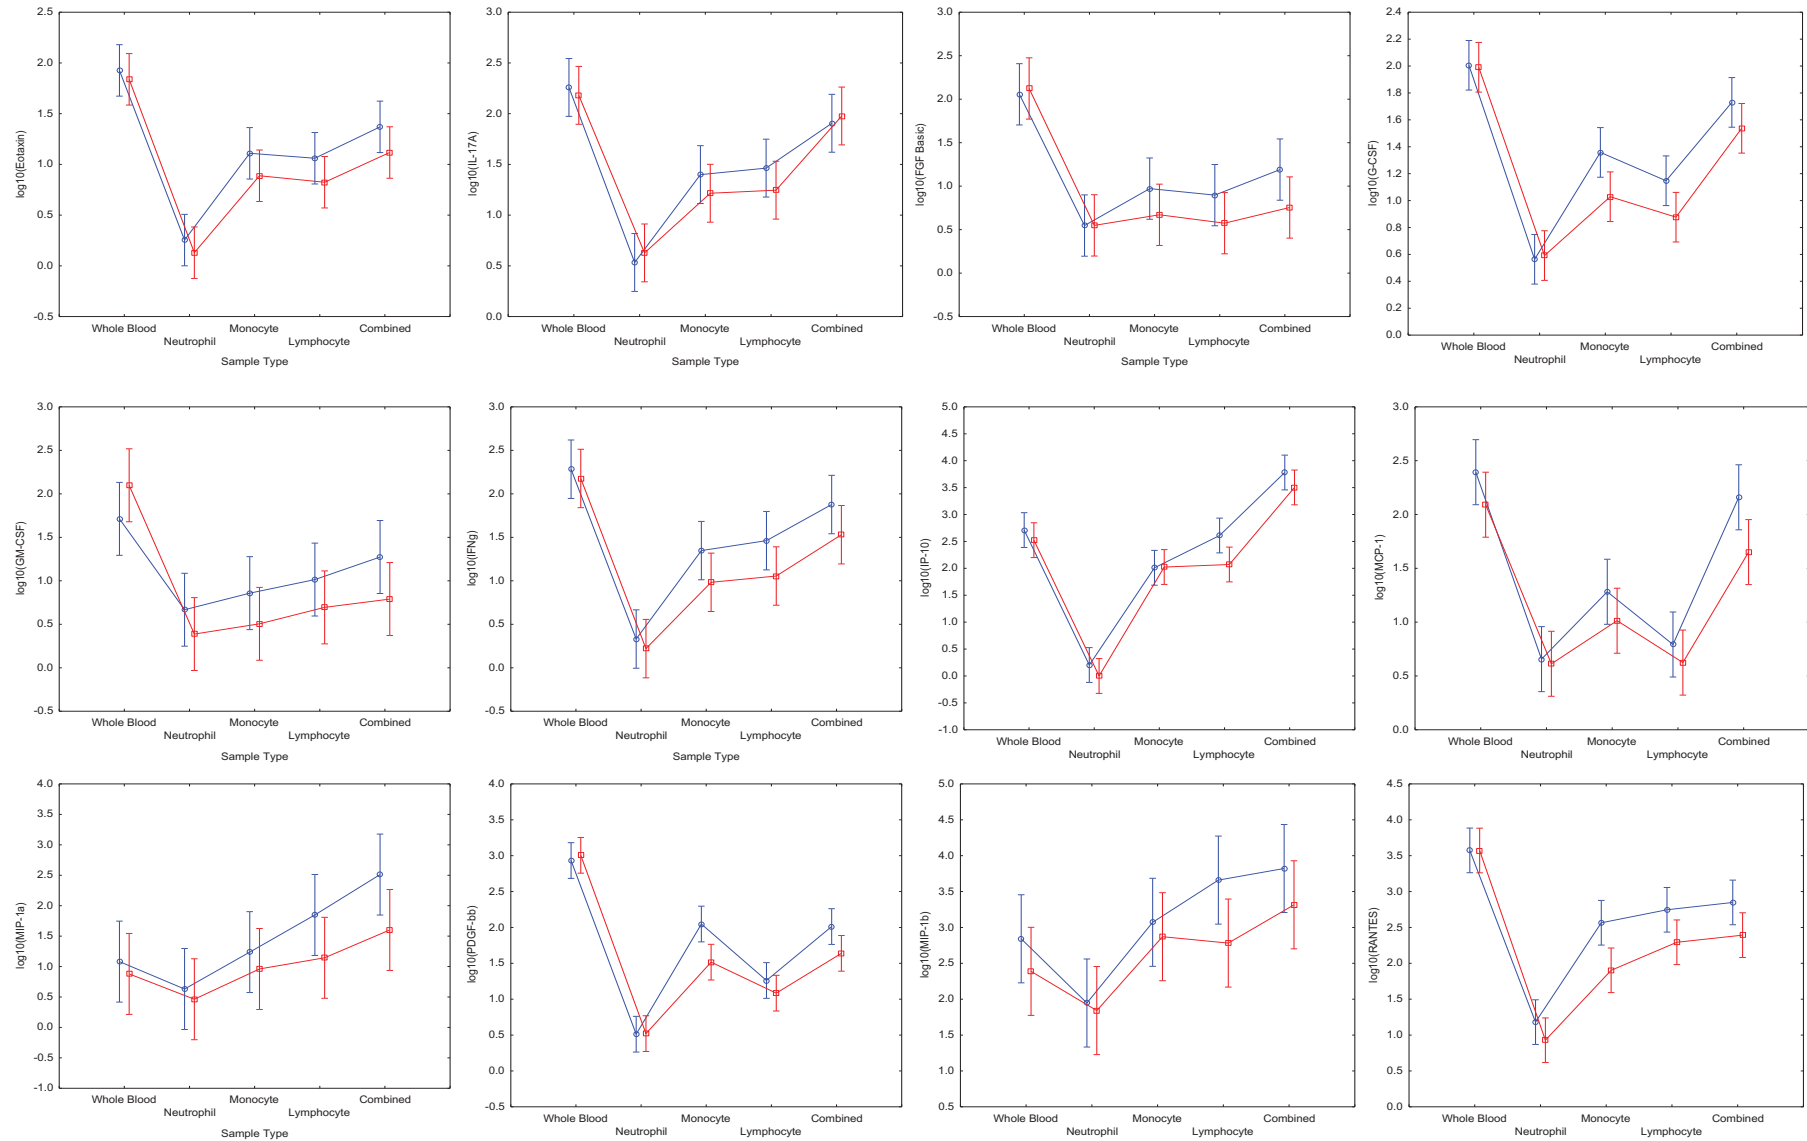 log10(Eotaxin)
2.5
2.0
1.5
1.0
0.5
0.0
-0.5
Whole Blood Monocyte Combined
Neutrophil Lymphocyte
Sample Type
log10(IL-17A)
3.0
2.5
2.0
1.5
1.0
0.5
0.0
Whole Blood Monocyte Combined
Neutrophil Lymphocyte
Sample Type
log10(FGF Basic)
3.0
2.5
2.0
1.5
1.0
0.5
0.0
-0.5
Whole Blood Monocyte Combined
Neutrophil Lymphocyte
Sample Type
log10(G-CSF)
2.4
2.2
2.0
1.8
1.6
1.4
1.2
1.0
0.8
0.6
0.4
0.2
0.0
Whole Blood Monocyte Combined
Neutrophil Lymphocyte
log10(GM-CSF)
3.0
2.5
2.0
1.5
1.0
0.5
0.0
-0.5
Whole Blood Monocyte Combined
Neutrophil Lymphocyte
Sample Type
log10(IFNg)
3.0
2.5
2.0
1.5
1.0
0.5
0.0
-0.5
Whole Blood Monocyte Combined
Neutrophil Lymphocyte
Sample Type
log10(IP-10)
5.0
4.5
4.0
3.5
3.0
2.5
2.0
1.5
1.0
0.5
0.0
-0.5
-1.0
Whole Blood Monocyte Combined
Neutrophil Lymphocyte
log10(MCP-1)
3.0
2.5
2.0
1.5
1.0
0.5
0.0
Whole Blood Monocyte Combined
Neutrophil Lymphocyte
log10(MIP-1a)
4.0
3.5
3.0
2.5
2.0
1.5
1.0
0.5
0.0
-0.5
-1.0
Whole Blood Monocyte Combined
Neutrophil Lymphocyte
Sample Type
log10(PDGF-bb)
4.0
3.5
3.0
2.5
2.0
1.5
1.0
0.5
0.0
-0.5
Whole Blood Monocyte Combined
Neutrophil Lymphocyte
log10(MIP-1b)
5.0
4.5
4.0
3.5
3.0
2.5
2.0
1.5
1.0
0.5
Whole Blood Monocyte Combined
Neutrophil Lymphocyte
log10(RANTES)
4.5
4.0
3.5
3.0
2.5
2.0
1.5
1.0
0.5
0.0
Whole Blood Monocyte Combined
Neutrophil Lymphocyte